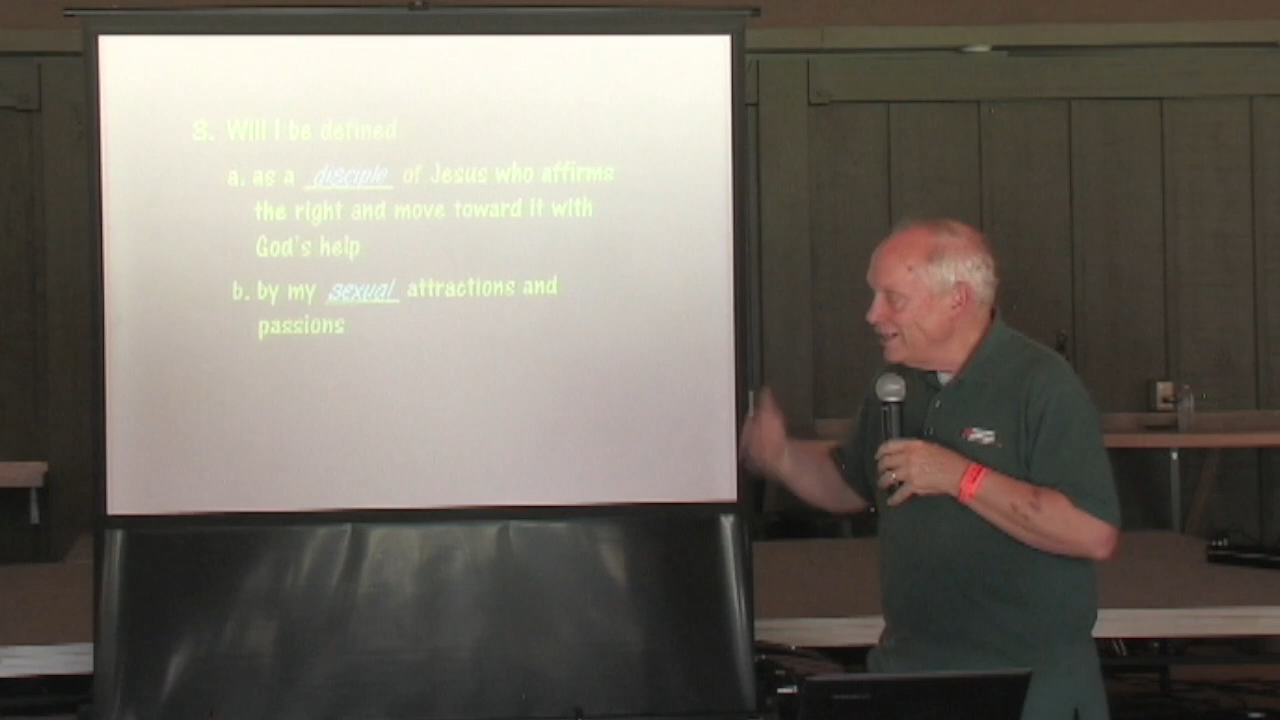 3. Will I be defined
a. as a disciple of Jesus who affirms
the right and move toward it with
God's help
b. by my sexual attractions and
passions